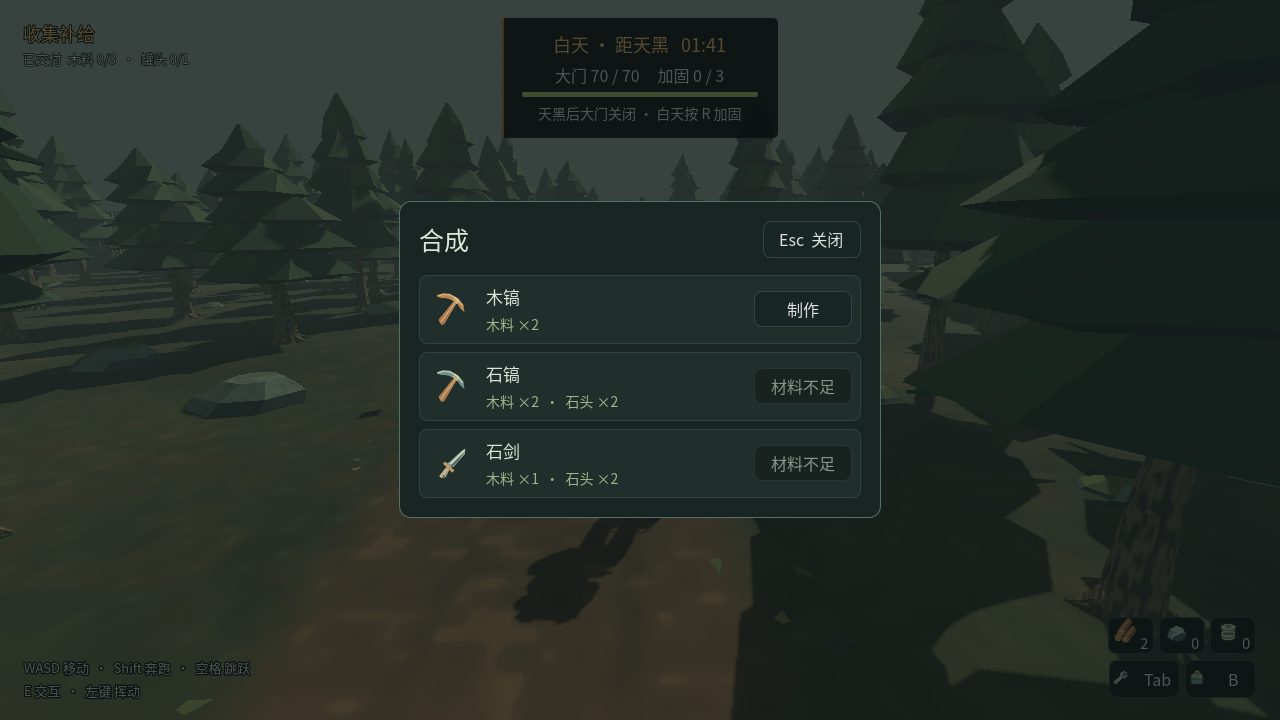 收集补给
已交付 木料 0/3 · 罐头 0/1
白天 · 距天黑 01:41
大门 70 / 70 加固 0 / 3
天黑后大门关闭 · 白天按 R 加固
合成
Esc 关闭
木镐
木料 ×2
制作
石镐
木料 ×2 · 石头 ×2
材料不足
石剑
木料 ×1 · 石头 ×2
材料不足
WASD 移动 · Shift 奔跑 · 空格 跳跃
E 交互 · 左键 挥动
2 0 0
Tab B